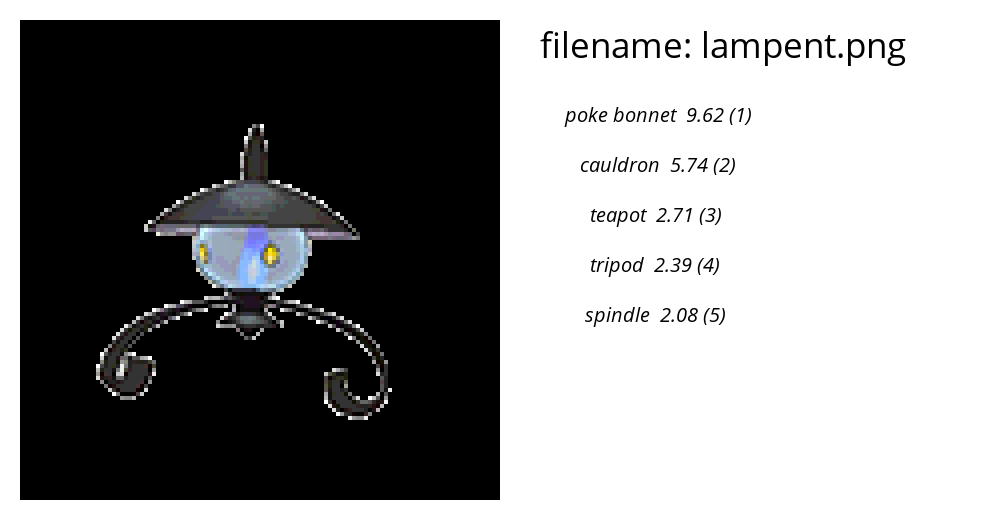 filename: lampent.png
poke bonnet 9.62 (1)
cauldron 5.74 (2)
teapot 2.71 (3)
tripod 2.39 (4)
spindle 2.08 (5)